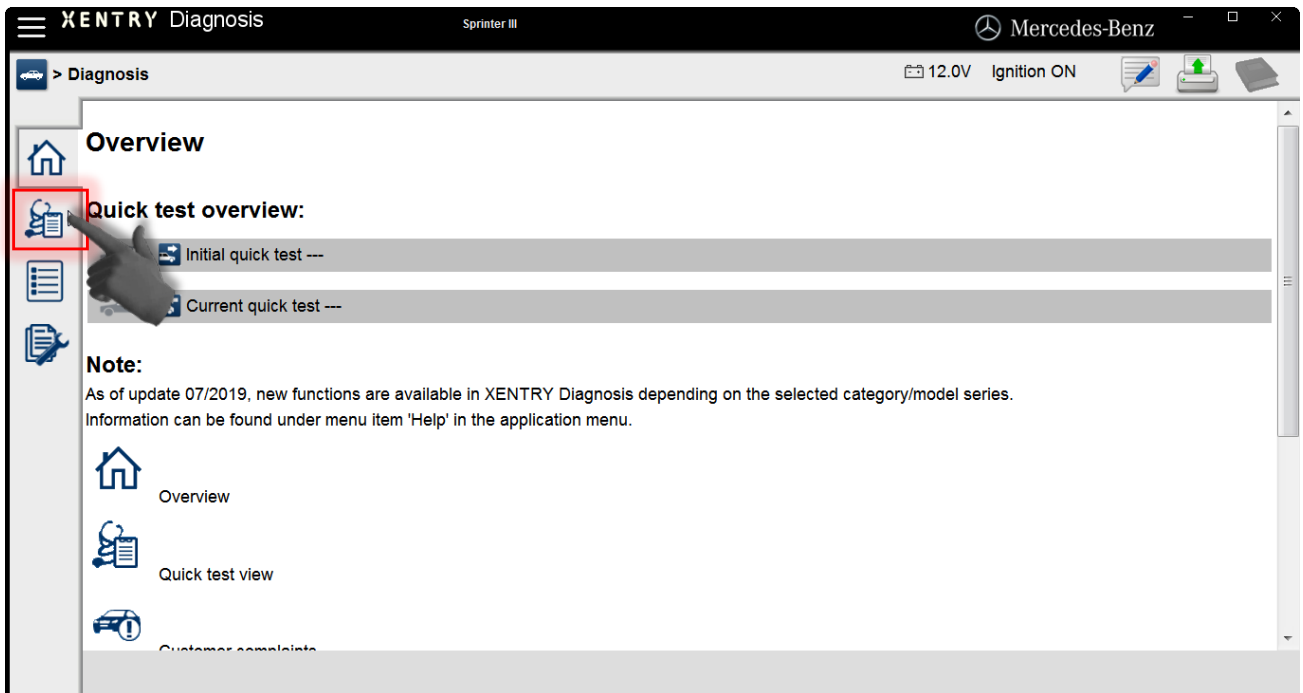 XENTRY Diagnosis
Sprinter III
Mercedes-Benz
> Diagnosis
12.0V
Ignition ON
Overview
Quick test overview:
Initial quick test ---
Current quick test ---
Note:
As of update 07/2019, new functions are available in XENTRY Diagnosis depending on the selected category/model series.
Information can be found under menu item 'Help' in the application menu.
Overview
Quick test view
Customer complaints